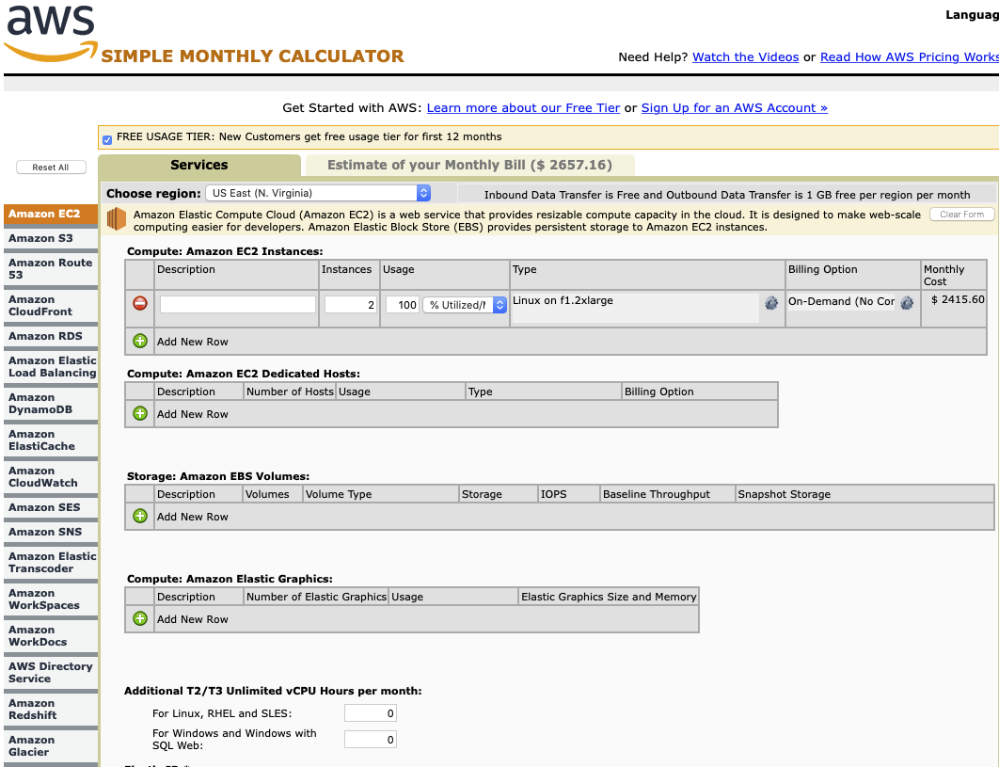 aws
Languag
SIMPLE MONTHLY CALCULATOR
Need Help? Watch the Videos or Read How AWS Pricing Works
Get Started with AWS: Learn more about our Free Tier or Sign Up for an AWS Account »
FREE USAGE TIER: New Customers get free usage tier for first 12 months
Reset All
Services
Estimate of your Monthly Bill ($ 2657.16)
Choose region: US East (N. Virginia)
Inbound Data Transfer is Free and Outbound Data Transfer is 1 GB free per region per month
Amazon EC2
Amazon S3
Amazon Route
53
Amazon
CloudFront
Amazon RDS
Amazon Elastic
Load Balancing
Amazon
DynamoDB
Amazon
ElastiCache
Amazon
CloudWatch
Amazon SES
Amazon SNS
Amazon Elastic
Transcoder
Amazon
WorkSpaces
Amazon
WorkDocs
AWS Directory
Service
Amazon
Redshift
Amazon
Glacier
Amazon Elastic Compute Cloud (Amazon EC2) is a web service that provides resizable compute capacity in the cloud. It is designed to make web-scale
computing easier for developers. Amazon Elastic Block Store (EBS) provides persistent storage to Amazon EC2 instances.
Clear Form
Compute: Amazon EC2 Instances:
Description Instances Usage Type Billing Option Monthly
Cost
2 100 % Utilized/M Linux on f1.2xlarge On-Demand (No Cor $ 2415.60
Add New Row
Compute: Amazon EC2 Dedicated Hosts:
Description Number of Hosts Usage Type Billing Option
Add New Row
Storage: Amazon EBS Volumes:
Description Volumes Volume Type Storage IOPS Baseline Throughput Snapshot Storage
Add New Row
Compute: Amazon Elastic Graphics:
Description Number of Elastic Graphics Usage Elastic Graphics Size and Memory
Add New Row
Additional T2/T3 Unlimited vCPU Hours per month:
For Linux, RHEL and SLES: 0
For Windows and Windows with
SQL Web: 0